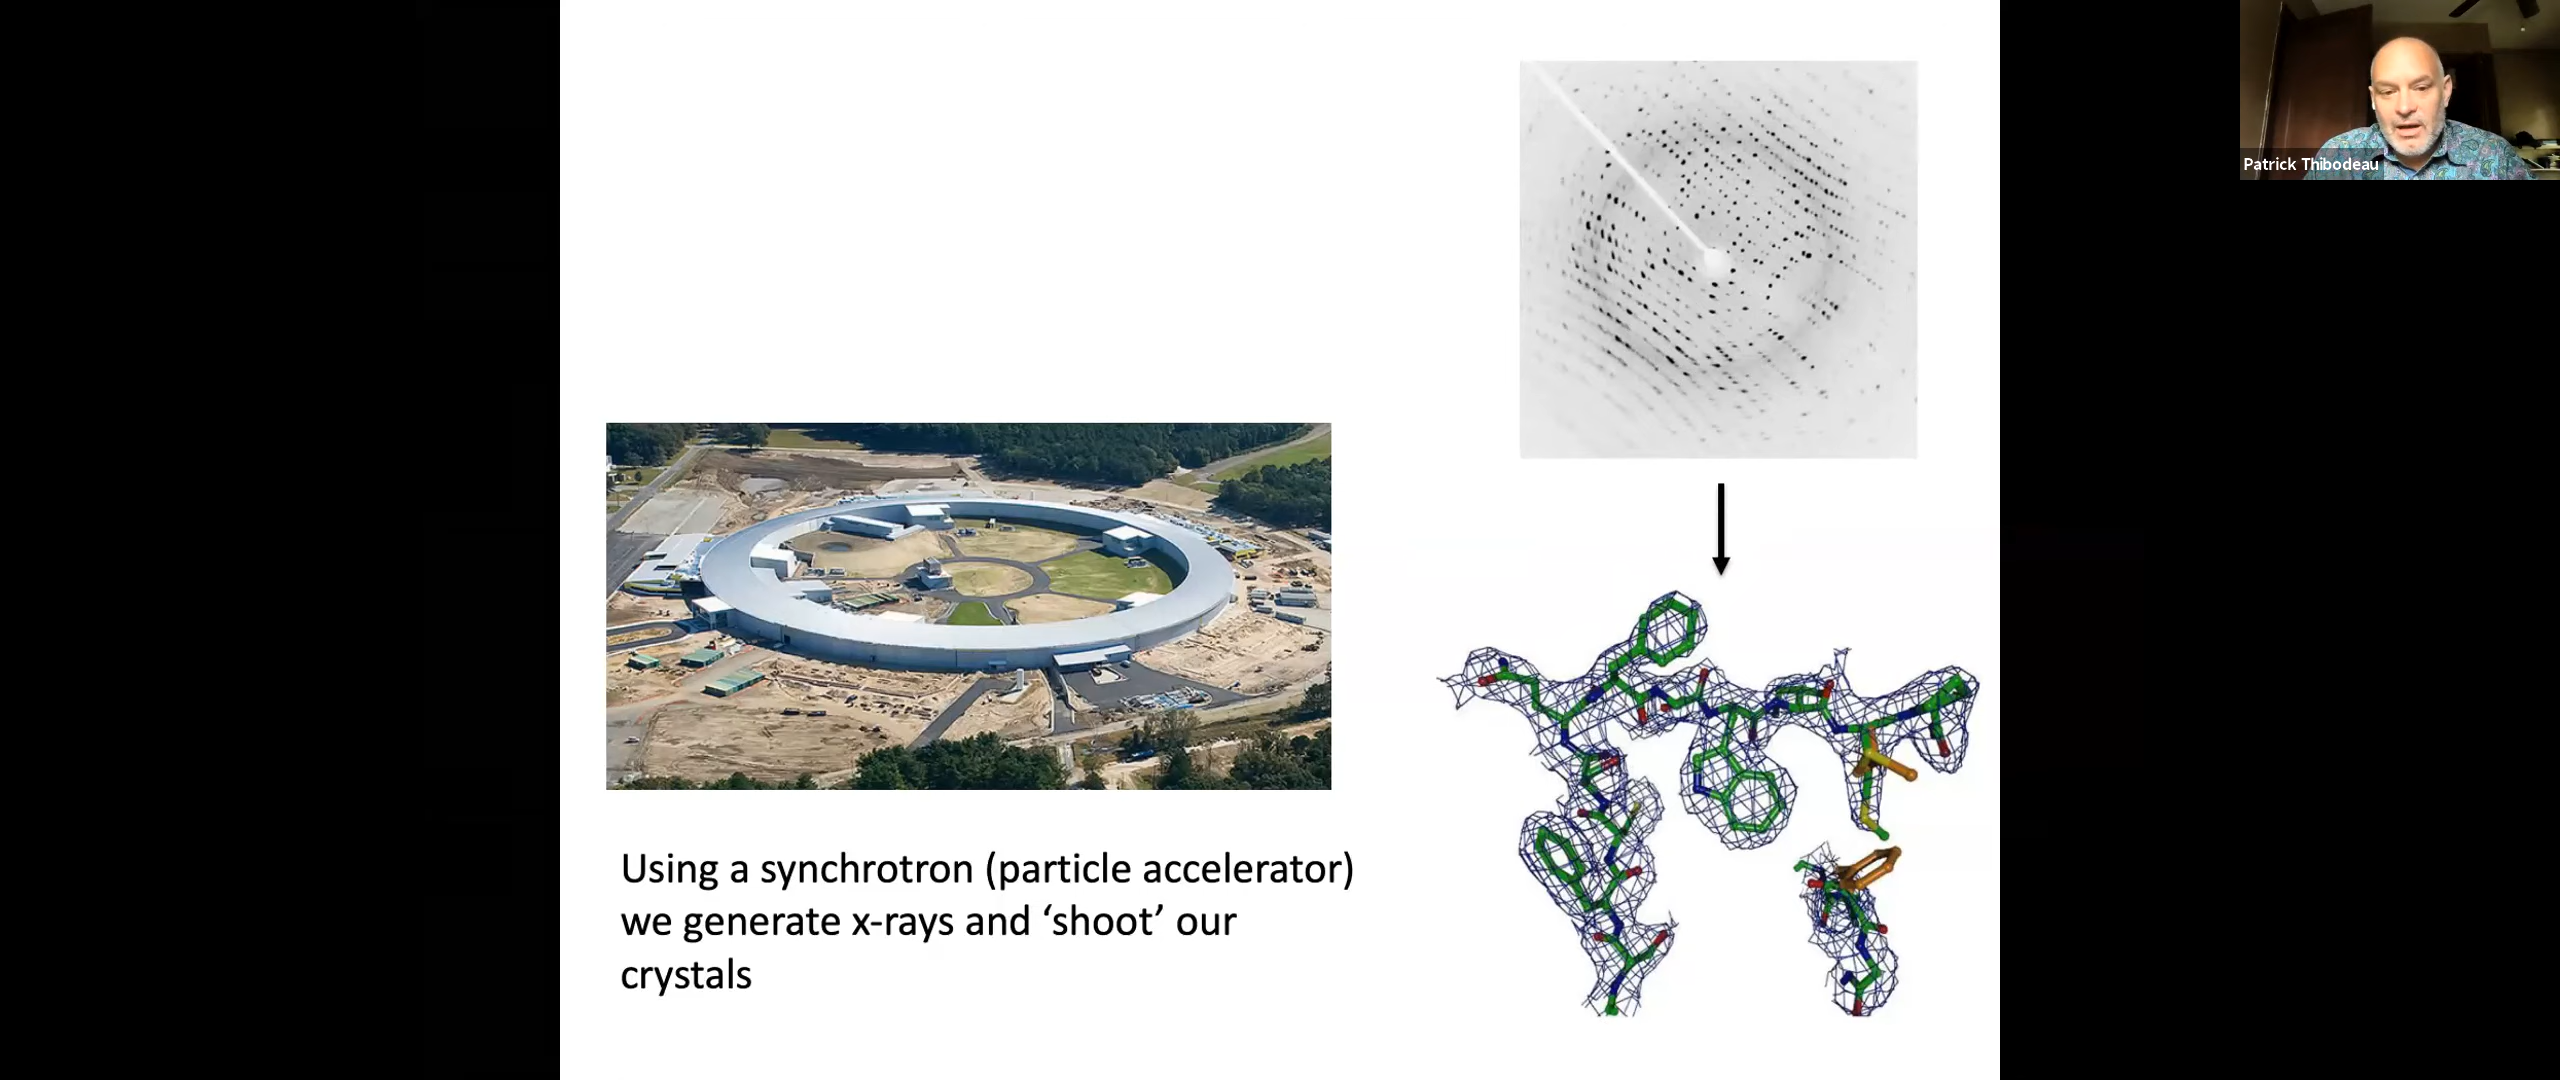 Patrick Thibodeau
Using a synchrotron (particle accelerator)
we generate x-rays and ‘shoot’ our
crystals